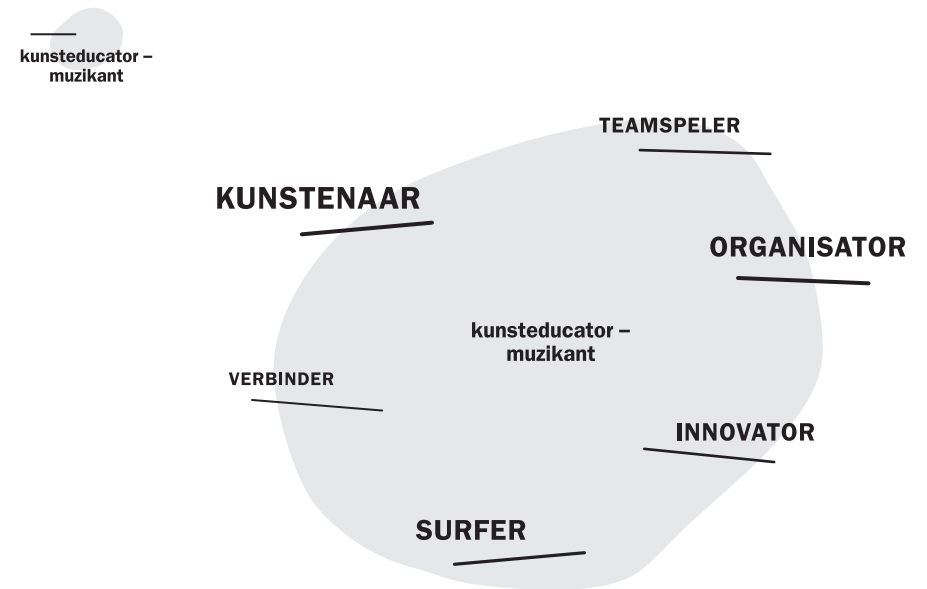 kunsteducator –
muzikant
TEAMSPELER
KUNSTENAAR
ORGANISATOR
kunsteducator –
muzikant
VERBINDER
INNOVATOR
SURFER